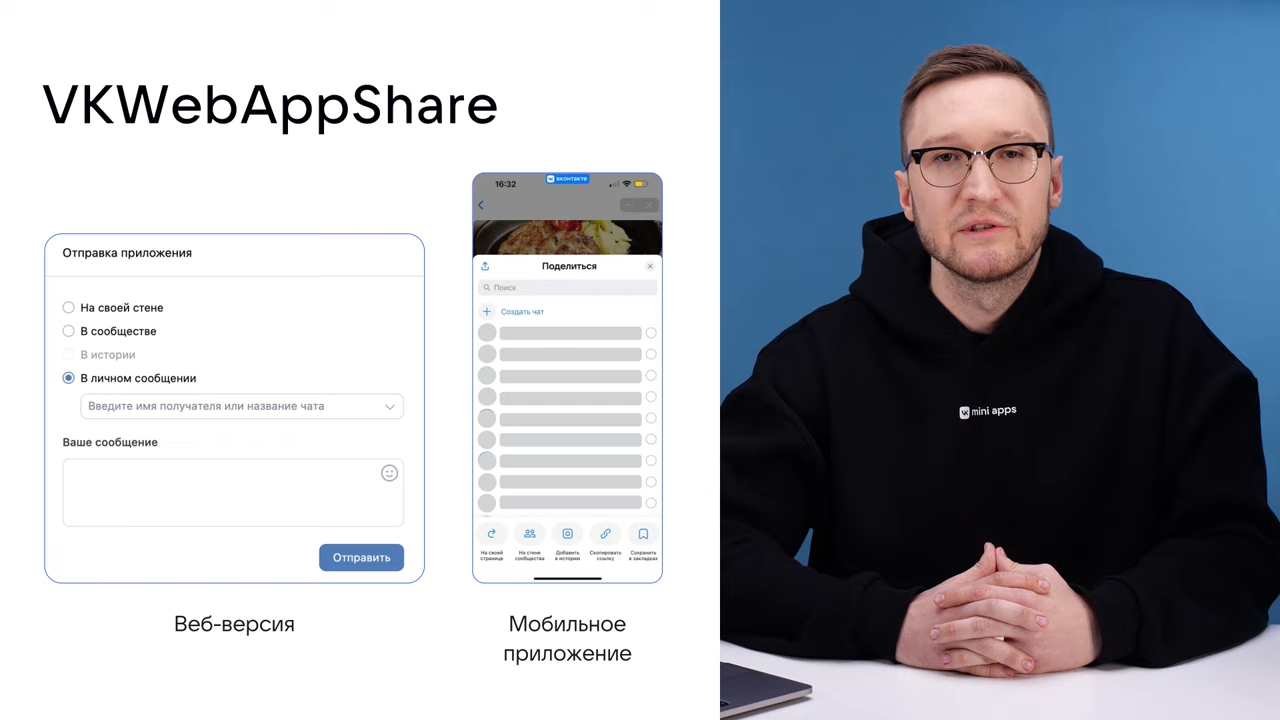 VKWebAppShare
Отправка приложения
На своей стене
В сообществе
В истории
В личном сообщении
Введите имя получателя или название чата
Ваше сообщение
Отправить
Веб-версия
16:32
вконтакте
Поделиться
Поиск
Создать чат
На своей
странице
На стене
сообщества
Добавить
в историю
Скопировать
ссылку
Сохранить
в закладках
Мобильное
приложение
VK mini apps